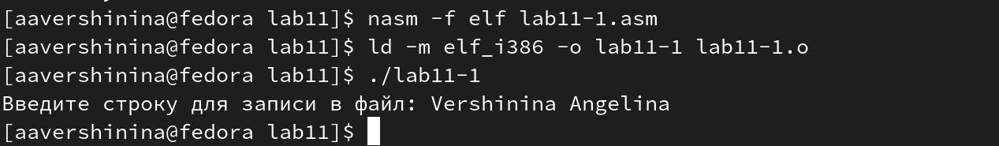 [aavershinina@fedora lab11]$ nasm -f elf lab11-1.asm
[aavershinina@fedora lab11]$ ld -m elf_i386 -o lab11-1 lab11-1.o
[aavershinina@fedora lab11]$ ./lab11-1
Введите строку для записи в файл: Vershinina Angelina
[aavershinina@fedora lab11]$